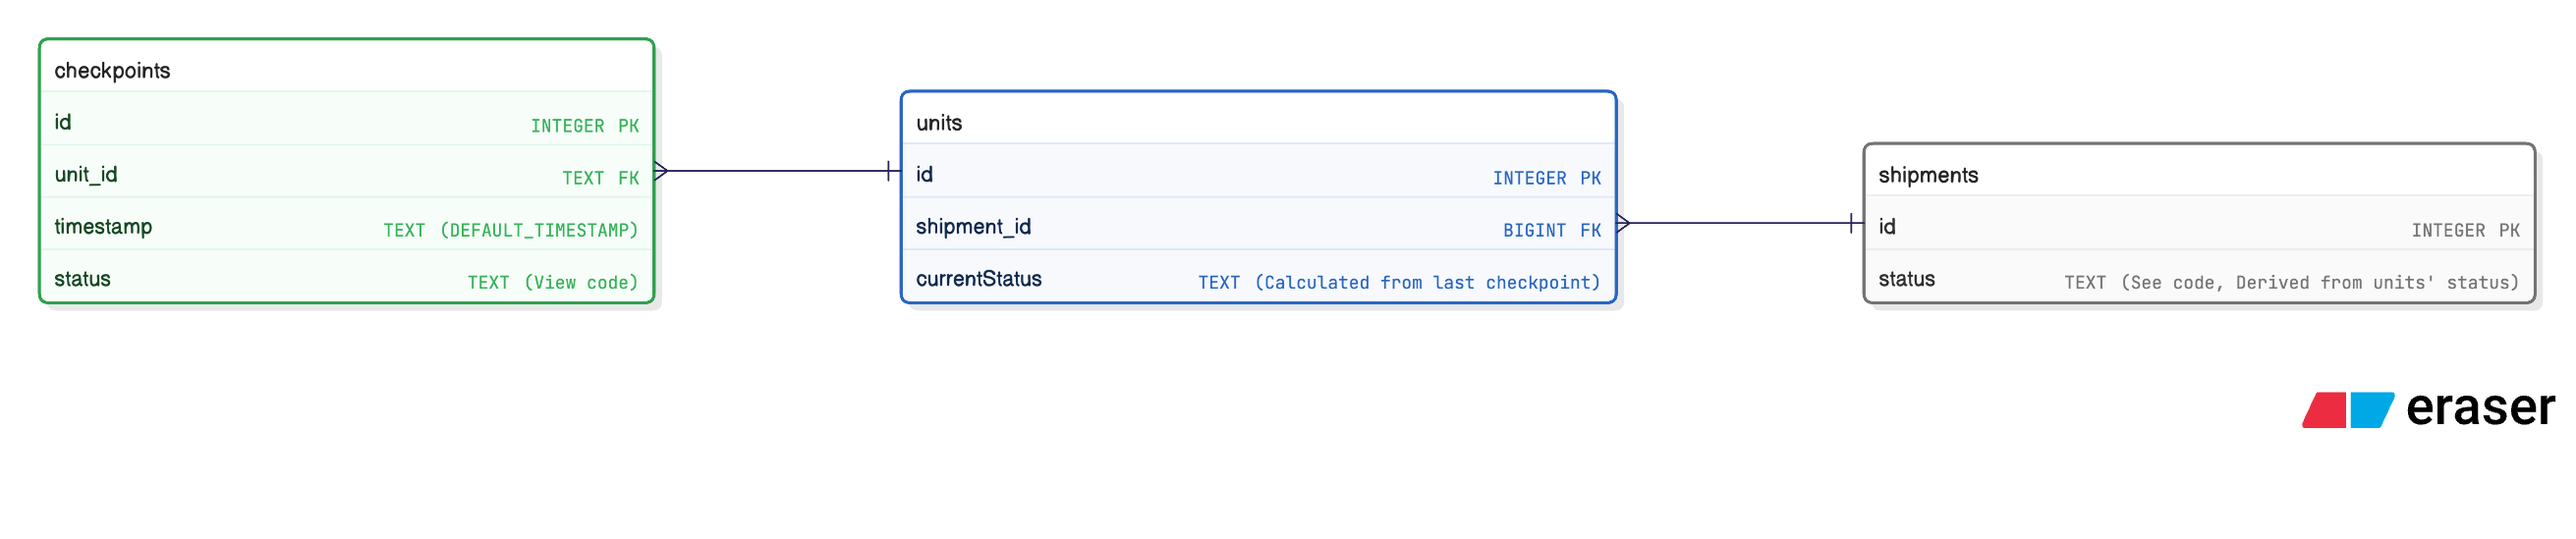 checkpoints
id INTEGER PK
unit_id TEXT FK
timestamp TEXT (DEFAULT_TIMESTAMP)
status TEXT (View code)
units
id INTEGER PK
shipment_id BIGINT FK
currentStatus TEXT (Calculated from last checkpoint)
shipments
id INTEGER PK
status TEXT (See code, Derived from units' status)
eraser